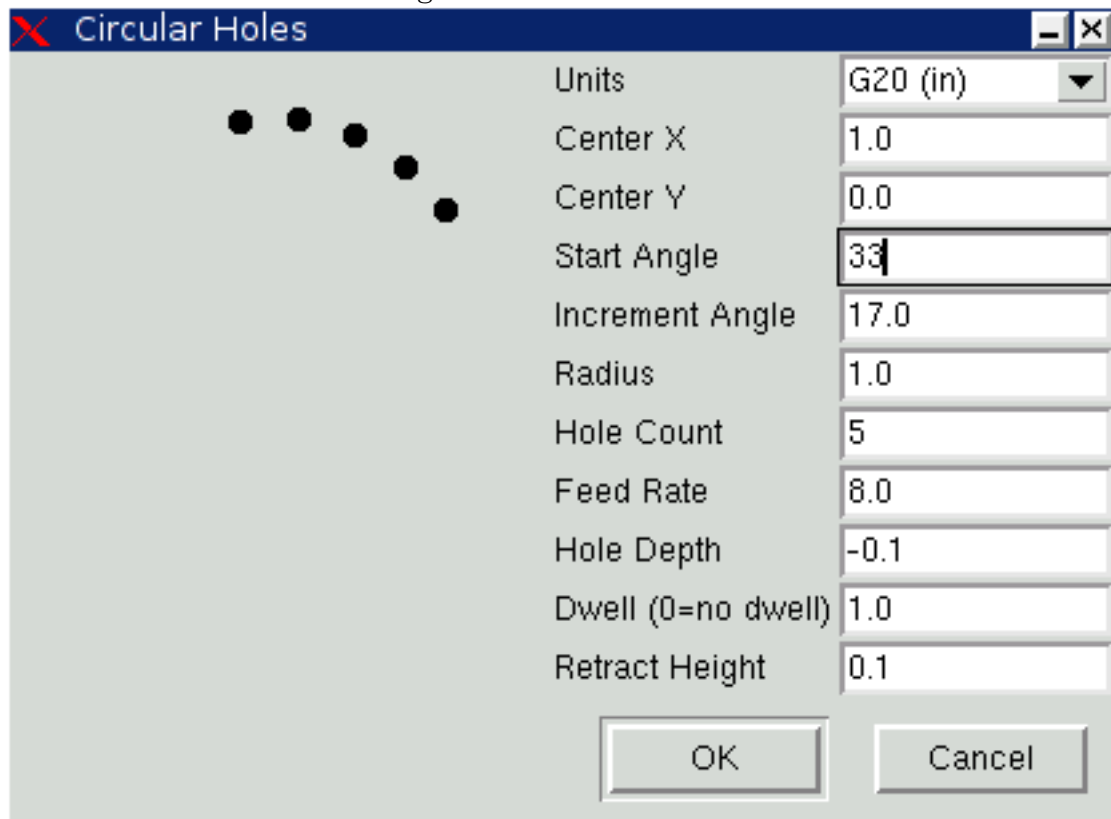 Circular Holes
Units G20 (in)
Center X 1.0
Center Y 0.0
Start Angle 33
Increment Angle 17.0
Radius 1.0
Hole Count 5
Feed Rate 8.0
Hole Depth -0.1
Dwell (0=no dwell) 1.0
Retract Height 0.1
OK Cancel